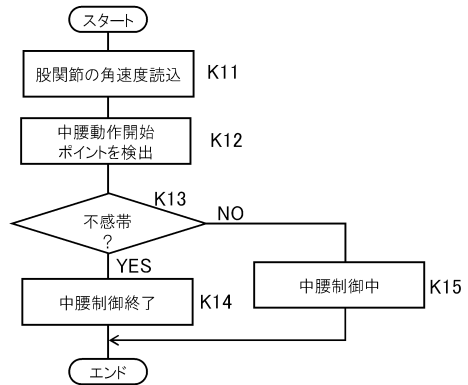 スタート
股関節の角速度読込
K11
中腰動作開始
ポイントを検出
K12
K13
不感帯
?
NO
YES
中腰制御終了
K14
中腰制御中
K15
エンド